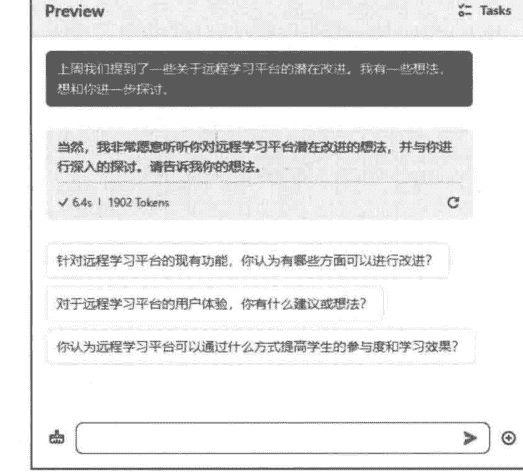 Preview
Tasks
上周我们提到了一些关于远程学习平台的潜在改进。我有一些想法，
想和你进一步探讨。
当然，我非常愿意听听你对远程学习平台潜在改进的想法，并与你进
行深入的探讨。请告诉我你的想法。
6.4s | 1902 Tokens
针对远程学习平台的现有功能，你认为有哪些方面可以进行改进？
对于远程学习平台的用户体验，你有什么建议或想法？
你认为远程学习平台可以通过什么方式提高学生的参与度和学习效果？